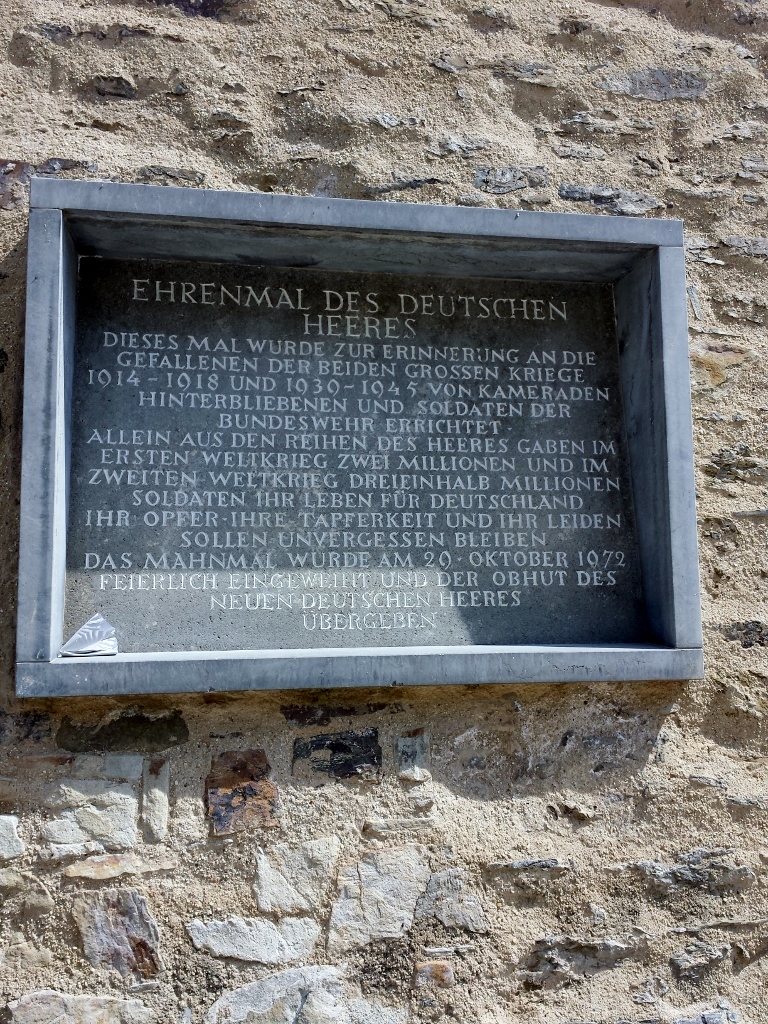 EHRENMAL DES DEUTSCHEN
HEERES
DIESES MAL WURDE ZUR ERINNERUNG AN DIE
GEFALLENEN DER BEIDEN GROSSEN KRIEGE
1914 - 1918 UND 1939 - 1945 VON KAMERADEN
HINTERBLIEBENEN UND SOLDATEN DER
BUNDESWEHR ERRICHTET
ALLEIN AUS DEN REIHEN DES HEERES GABEN IM
ERSTEN WELTKRIEG ZWEI MILLIONEN UND IM
ZWEITEN WELTKRIEG DREIEINHALB MILLIONEN
SOLDATEN IHR LEBEN FÜR DEUTSCHLAND
IHR OPFER · IHRE TAPFERKEIT UND IHR LEIDEN
SOLLEN UNVERGESSEN BLEIBEN
DAS MAHNMAL WURDE AM 29 · OKTOBER 1972
FEIERLICH EINGEWEIHT UND DER OBHUT DES
NEUEN DEUTSCHEN HEERES
ÜBERGEBEN